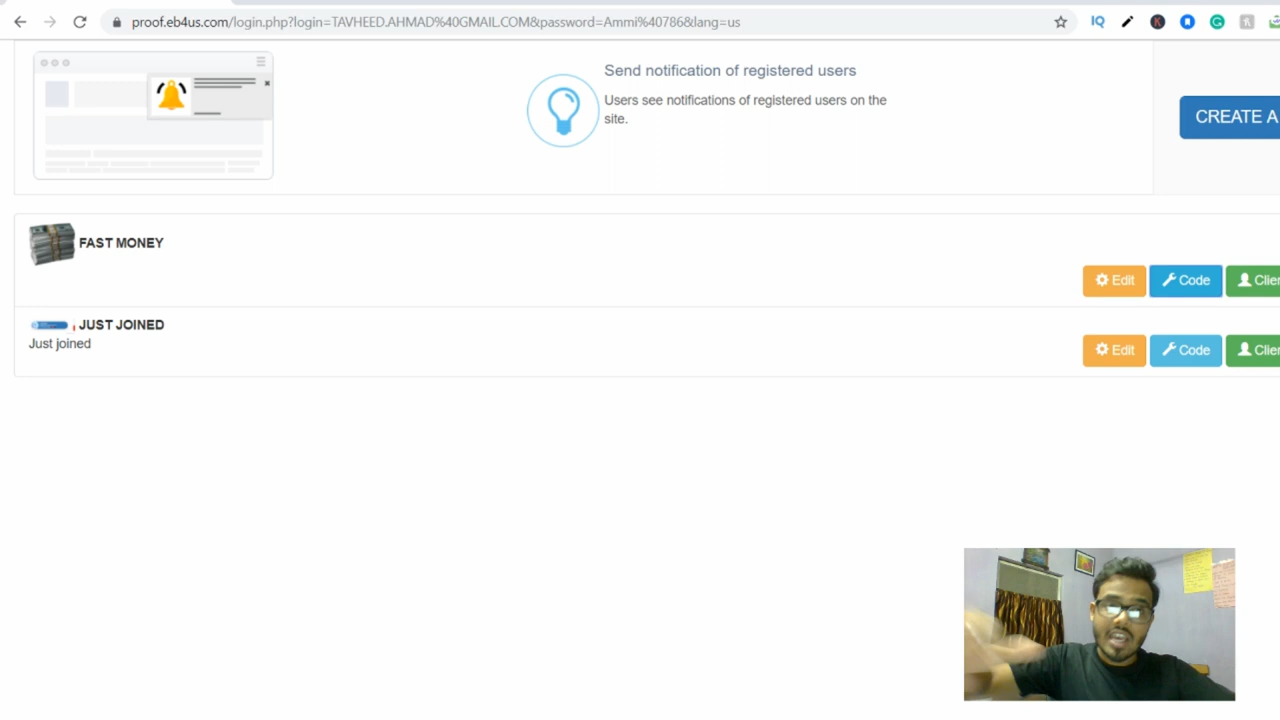 proof.eb4us.com/login.php?login=TAVHEED.AHMAD%40GMAIL.COM&password=Ammi%40786&lang=us
Send notification of registered users
Users see notifications of registered users on the
site.
CREATE A
FAST MONEY
Edit Code Clien
JUST JOINED
Just joined
Edit Code Clien